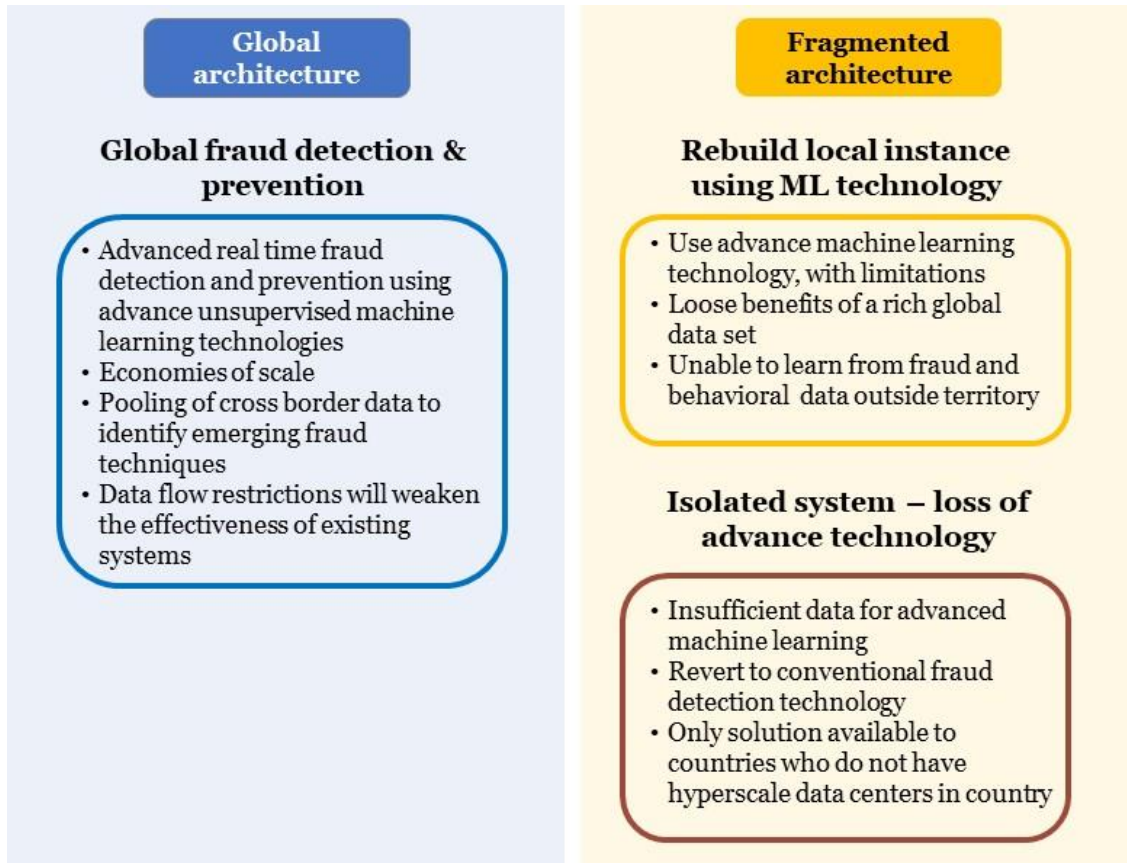 Global
architecture
Global fraud detection &
prevention
• Advanced real time fraud
detection and prevention using
advance unsupervised machine
learning technologies
• Economies of scale
• Pooling of cross border data to
identify emerging fraud
techniques
• Data flow restrictions will weaken
the effectiveness of existing
systems
Fragmented
architecture
Rebuild local instance
using ML technology
• Use advance machine learning
technology, with limitations
• Loose benefits of a rich global
data set
• Unable to learn from fraud and
behavioral data outside territory
Isolated system – loss of
advance technology
• Insufficient data for advanced
machine learning
• Revert to conventional fraud
detection technology
• Only solution available to
countries who do not have
hyperscale data centers in country